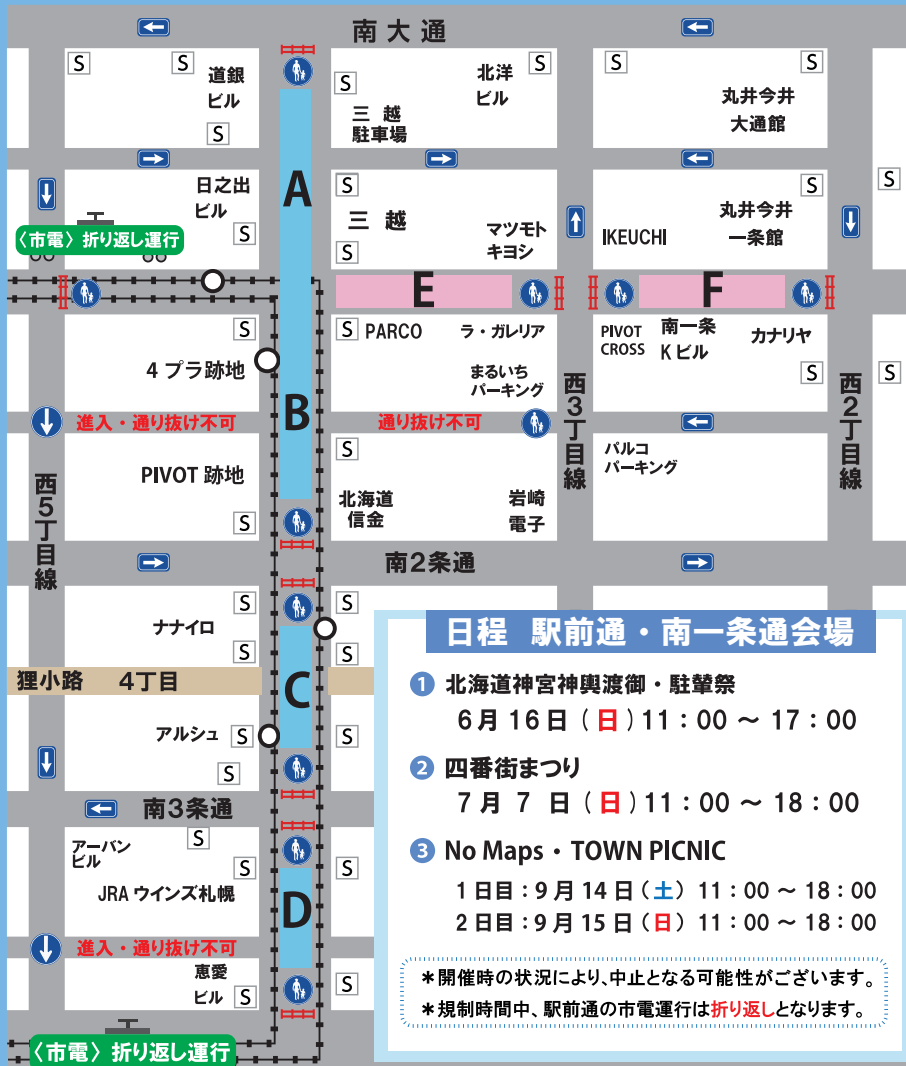 南大通
S
S
道銀
ビル
S
S
三 越
駐車場
北洋
ビル
S
S
S
丸井今井
大通館
日之出
ビル
S
S
三 越
S
マツモト
キヨシ
IKEUCHI
丸井今井
一条館
S
S
S
〈市電〉折り返し運行
A
E
F
S
4 プラ跡地
S
PARCO
ラ・ガレリア
まるいち
パーキング
PIVOT
CROSS
南一条
K ビル
カナリヤ
S
S
B
進入・通り抜け不可
通り抜け不可
西3丁目線
西2丁目線
PIVOT 跡地
S
S
北海道
信金
岩崎
電子
パルコ
パーキング
西5丁目線
南2条通
S
ナナイロ
S
S
S
狸小路 4丁目
C
アルシュ
S
S
S
南3条通
アーバン
ビル
S
S
JRA ウインズ札幌
S
D
進入・通り抜け不可
恵愛
ビル
S
S
〈市電〉折り返し運行
日程 駅前通・南一条通会場
1 北海道神宮神輿渡御・駐輦祭
6月 16日 (日) 11:00 ～ 17:00
2 四番街まつり
7月 7 日 (日) 11:00 ～ 18:00
3 No Maps・TOWN PICNIC
1日目:9月14日(土) 11:00 ～ 18:00
2日目:9月15日(日) 11:00 ～ 18:00
＊開催時の状況により、中止となる可能性がございます。
＊規制時間中、駅前通の市電運行は折り返しとなります。